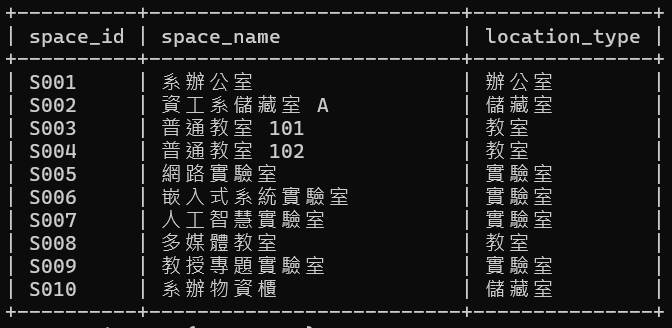 space_id | space_name | location_type
S001 | 系辦公室 | 辦公室
S002 | 資工系儲藏室 A | 儲藏室
S003 | 普通教室 101 | 教室
S004 | 普通教室 102 | 教室
S005 | 網路實驗室 | 實驗室
S006 | 嵌入式系統實驗室 | 實驗室
S007 | 人工智慧實驗室 | 實驗室
S008 | 多媒體教室 | 教室
S009 | 教授專題實驗室 | 實驗室
S010 | 系辦物資櫃 | 儲藏室